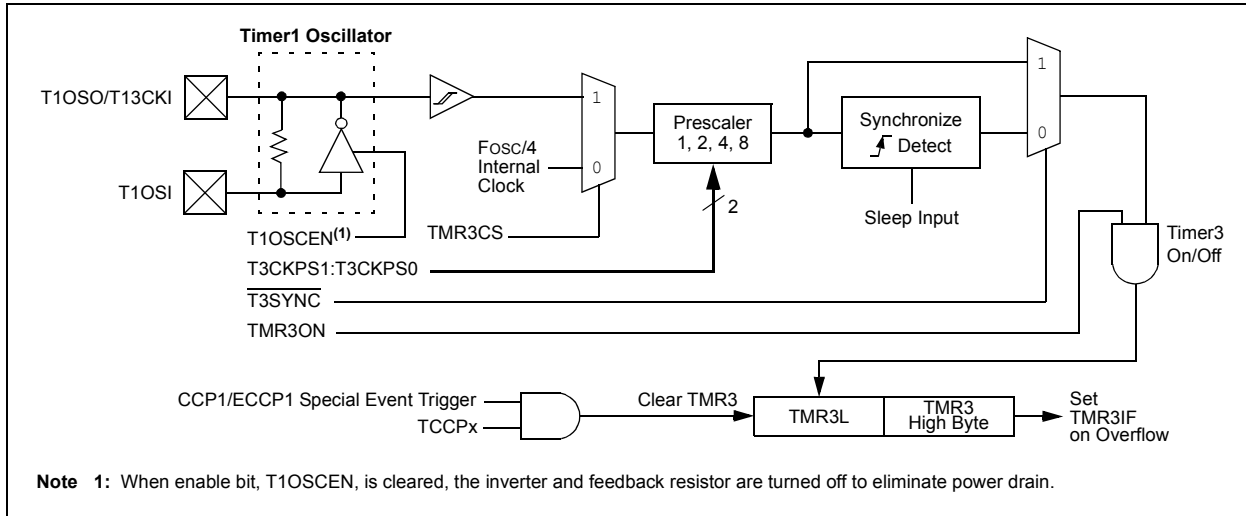 Timer1 Oscillator
T1OSO/T13CKI
T1OSI
1
0
FOSC/4
Internal
Clock
Prescaler
1, 2, 4, 8
Synchronize
Detect
1
0
2
Sleep Input
T1OSCEN(1)
TMR3CS
T3CKPS1:T3CKPS0
T3SYNC
TMR3ON
Timer3
On/Off
CCP1/ECCP1 Special Event Trigger
TCCPx
Clear TMR3
TMR3L
TMR3
High Byte
Set
TMR3IF
on Overflow
Note 1: When enable bit, T1OSCEN, is cleared, the inverter and feedback resistor are turned off to eliminate power drain.